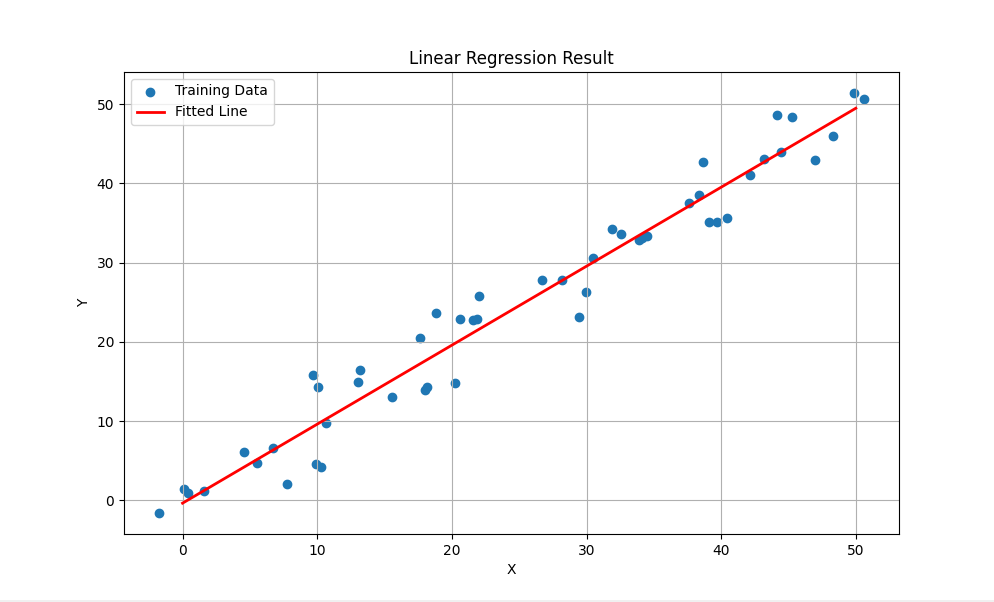 Linear Regression Result
Training Data
Fitted Line
50
40
30
20
10
0
Y
0 10 20 30 40 50
X